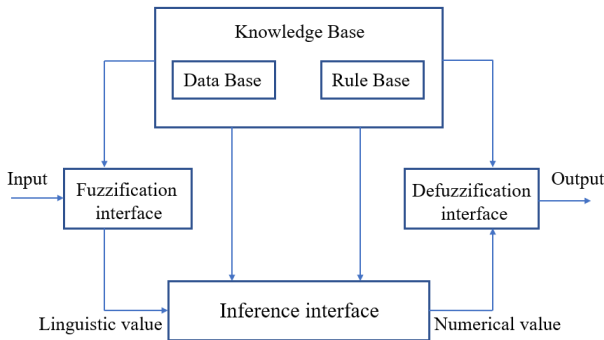 Knowledge Base
Data Base
Rule Base
Input
Fuzzification
interface
Defuzzification
interface
Output
Inference interface
Linguistic value
Numerical value